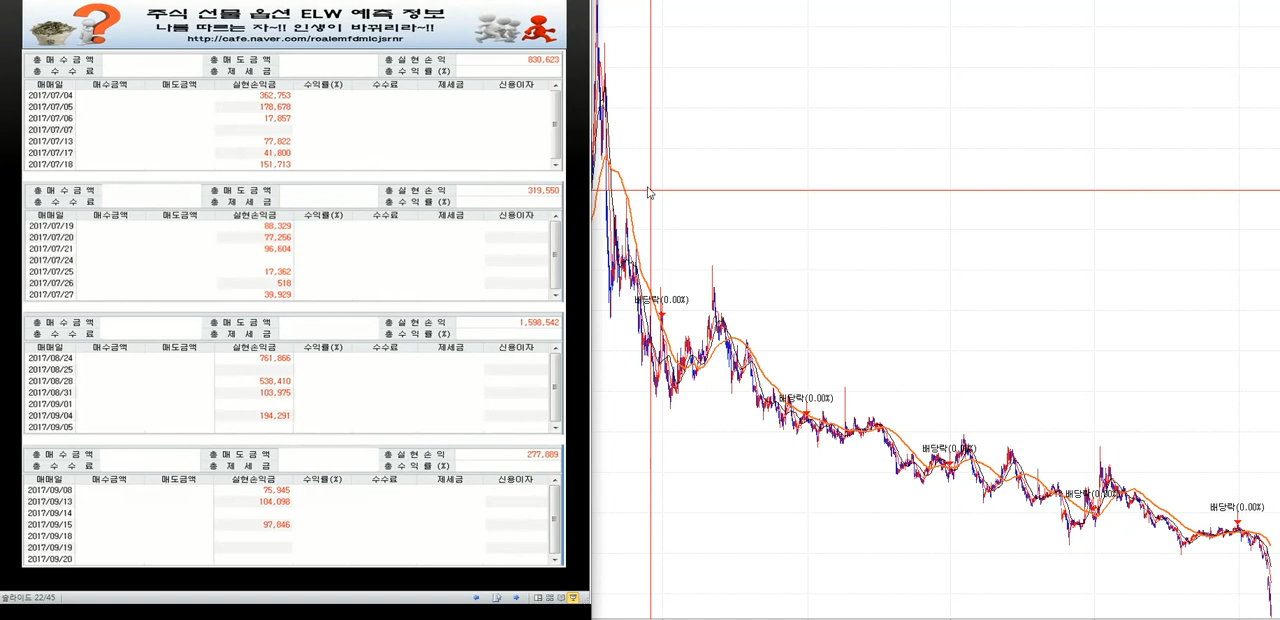 주식 선물 옵션 ELW 예측 정보
나를 따르는 자~!! 인생이 바뀌리라~!!
http://cafe.naver.com/roalemfdmlcjsrnr
총 매 수 금 액 총 매 도 금 액 총 실 현 손 익 830,623
총 수 수 료 총 제 세 금 총 수 익 률 (%)
매매일 매수금액 매도금액 실현손익금 수익률(%) 수수료 제세금 신용이자
2017/07/04 362,753
2017/07/05 178,678
2017/07/06 17,857
2017/07/07
2017/07/13 77,822
2017/07/17 41,800
2017/07/18 151,713
총 매 수 금 액 총 매 도 금 액 총 실 현 손 익 319,550
총 수 수 료 총 제 세 금 총 수 익 률 (%)
매매일 매수금액 매도금액 실현손익금 수익률(%) 수수료 제세금 신용이자
2017/07/19 88,329
2017/07/20 77,256
2017/07/21 96,604
2017/07/24
2017/07/25 17,362
2017/07/26 518
2017/07/27 39,929
총 매 수 금 액 총 매 도 금 액 총 실 현 손 익 1,598,542
총 수 수 료 총 제 세 금 총 수 익 률 (%)
매매일 매수금액 매도금액 실현손익금 수익률(%) 수수료 제세금 신용이자
2017/08/24 761,866
2017/08/25
2017/08/28 538,410
2017/08/31 103,975
2017/09/01
2017/09/04 194,291
2017/09/05
총 매 수 금 액 총 매 도 금 액 총 실 현 손 익 277,889
총 수 수 료 총 제 세 금 총 수 익 률 (%)
매매일 매수금액 매도금액 실현손익금 수익률(%) 수수료 제세금 신용이자
2017/09/08 75,945
2017/09/13 104,098
2017/09/14
2017/09/15 97,846
2017/09/18
2017/09/19
2017/09/20
슬라이드 22/45
배당락(0.00%)
배당락(0.00%)
배당락(0.00%)
배당락(0.00%)
배당락(0.00%)